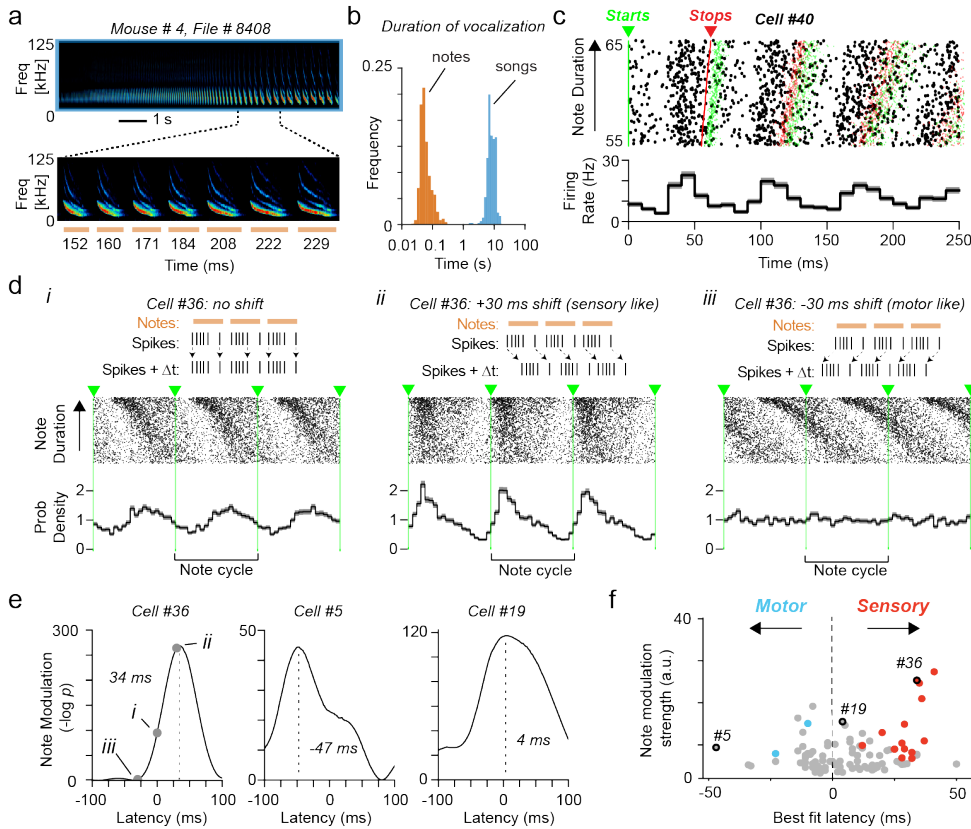 a
Mouse # 4, File # 8408
Freq [kHz]
125
0
1 s
Freq [kHz]
125
0
152 160 171 184 208 222 229
Time (ms)
b
Duration of vocalization
0.25
notes
songs
Frequency
0
0.01 0.1 1 10 100
Time (s)
c
Starts
Stops
Cell #40
Note Duration
65
55
Firing Rate (Hz)
20
0
0 50 100 150 200 250
Time (ms)
d
i
Cell #36: no shift
Notes:
Spikes:
Spikes + Δt:
Note Duration
Prob Density
2
1
0
Note cycle
ii
Cell #36: +30 ms shift (sensory like)
Notes:
Spikes:
Spikes + Δt:
2
1
0
Note cycle
iii
Cell #36: -30 ms shift (motor like)
Notes:
Spikes:
Spikes + Δt:
2
1
0
Note cycle
e
Cell #36
Note Modulation (-log p)
300
0
34 ms
ii
i
iii
-100 0 100
Latency (ms)
Cell #5
50
0
-47 ms
-100 0 100
Latency (ms)
Cell #19
120
0
4 ms
-100 0 100
Latency (ms)
f
Motor
Sensory
Note modulation strength (a.u.)
40
0
#5
#19
#36
-50 0 50
Best fit latency (ms)